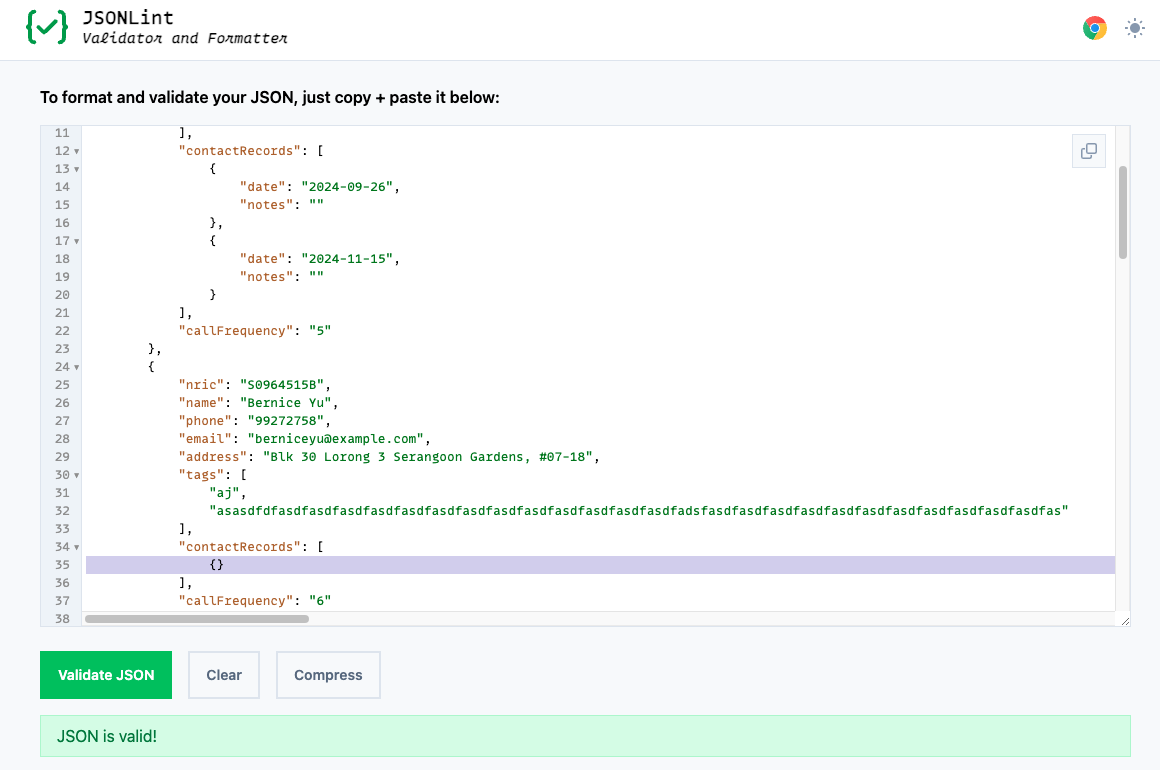 JSONLint
Validator and Formatter
To format and validate your JSON, just copy + paste it below:
11 ],
12 "contactRecords": [
13 {
14 "date": "2024-09-26",
15 "notes": ""
16 },
17 {
18 "date": "2024-11-15",
19 "notes": ""
20 }
21 ],
22 "callFrequency": "5"
23 },
24 {
25 "nric": "S0964515B",
26 "name": "Bernice Yu",
27 "phone": "99272758",
28 "email": "berniceyu@example.com",
29 "address": "Blk 30 Lorong 3 Serangoon Gardens, #07-18",
30 "tags": [
31 "aj",
32 "asasdfdfasdfasdfasdfasdfasdfasdfasdfasdfasdfasdfasdfasdfasdfadsfasdfasdfasdfasdfasdfasdfasdfasdfasdfasdfasdfas"
33 ],
34 "contactRecords": [
35 {}
36 ],
37 "callFrequency": "6"
38
Validate JSON
Clear
Compress
JSON is valid!